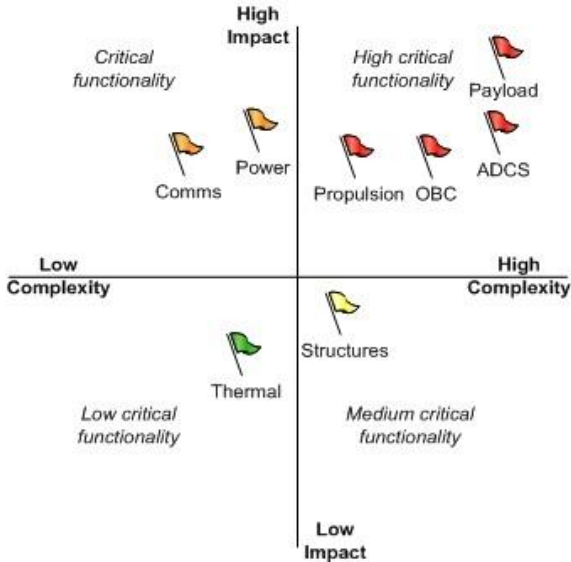 High
Impact
Critical
functionality
High critical
functionality
Payload
Power
Comms
Propulsion
OBC
ADCS
Low
Complexity
High
Complexity
Structures
Thermal
Low critical
functionality
Medium critical
functionality
Low
Impact